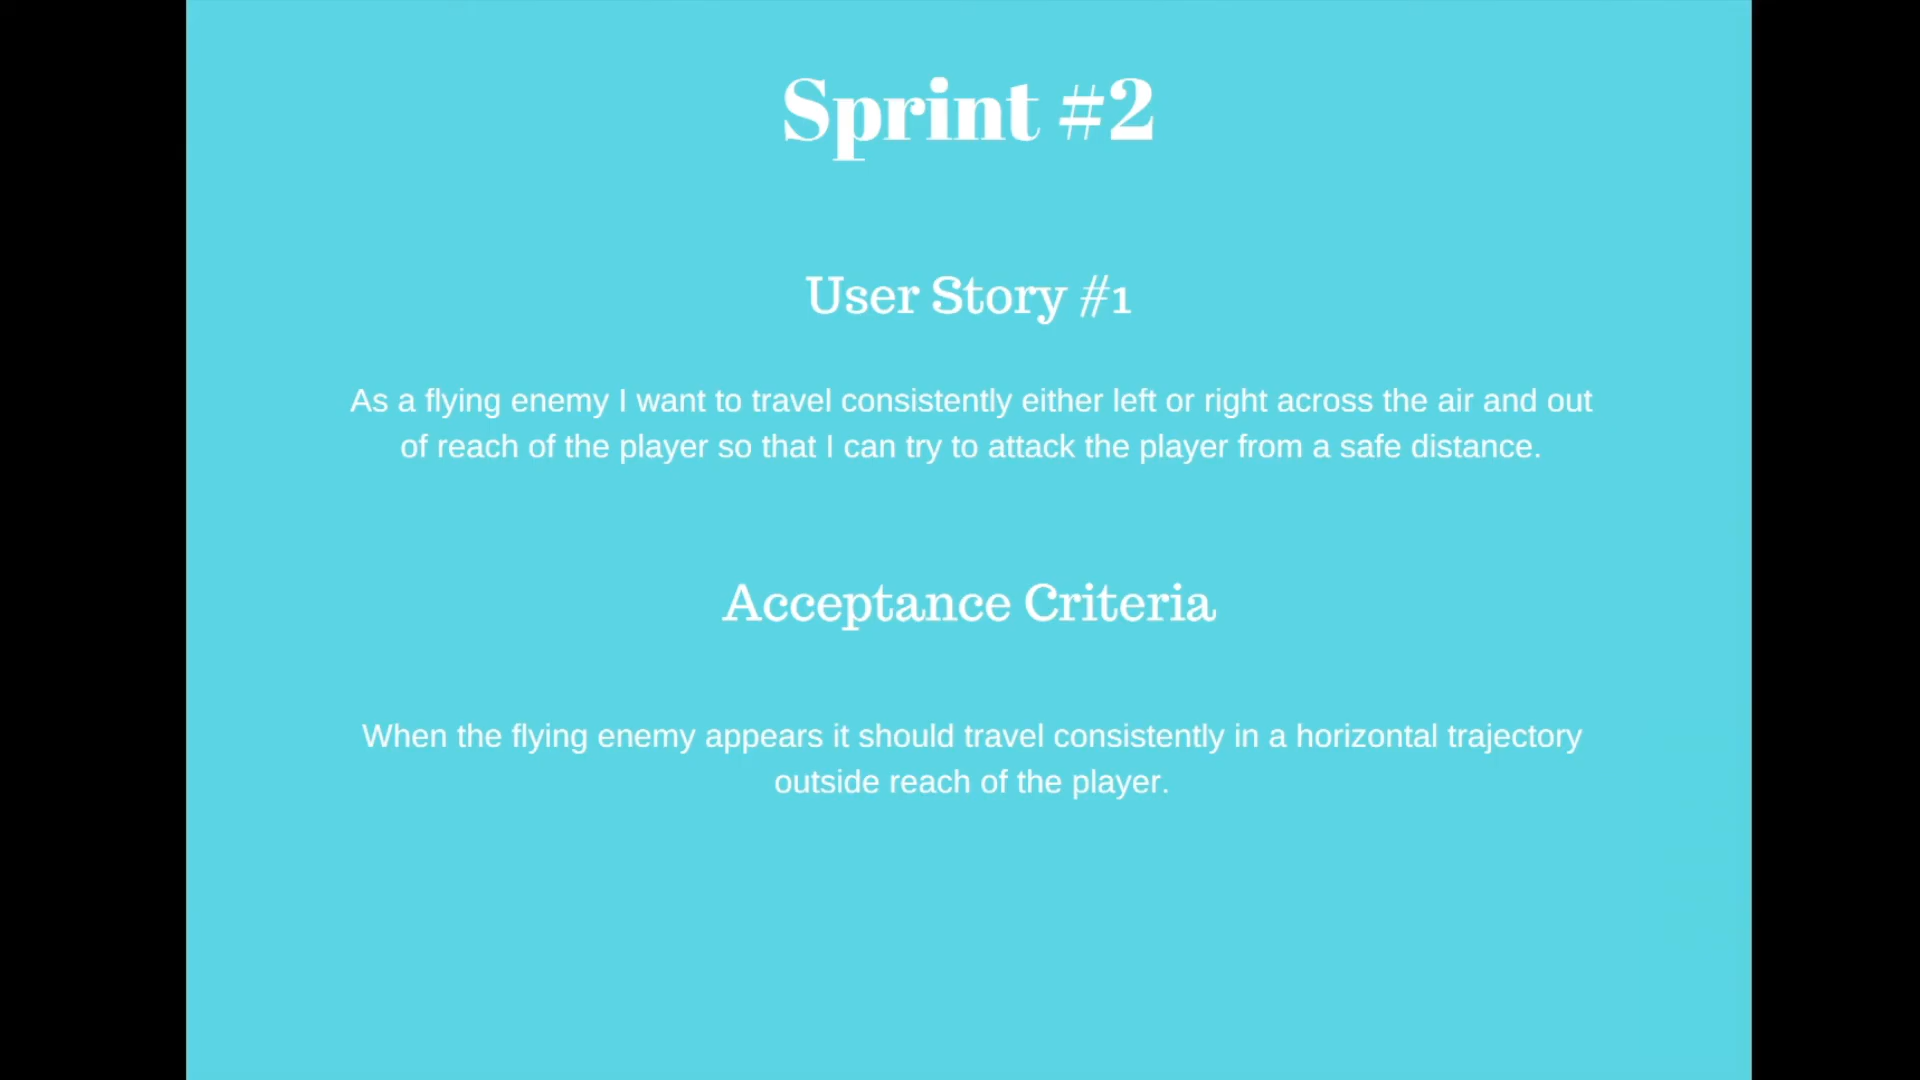 Sprint #2
User Story #1
As a flying enemy I want to travel consistently either left or right across the air and out
of reach of the player so that I can try to attack the player from a safe distance.
Acceptance Criteria
When the flying enemy appears it should travel consistently in a horizontal trajectory
outside reach of the player.